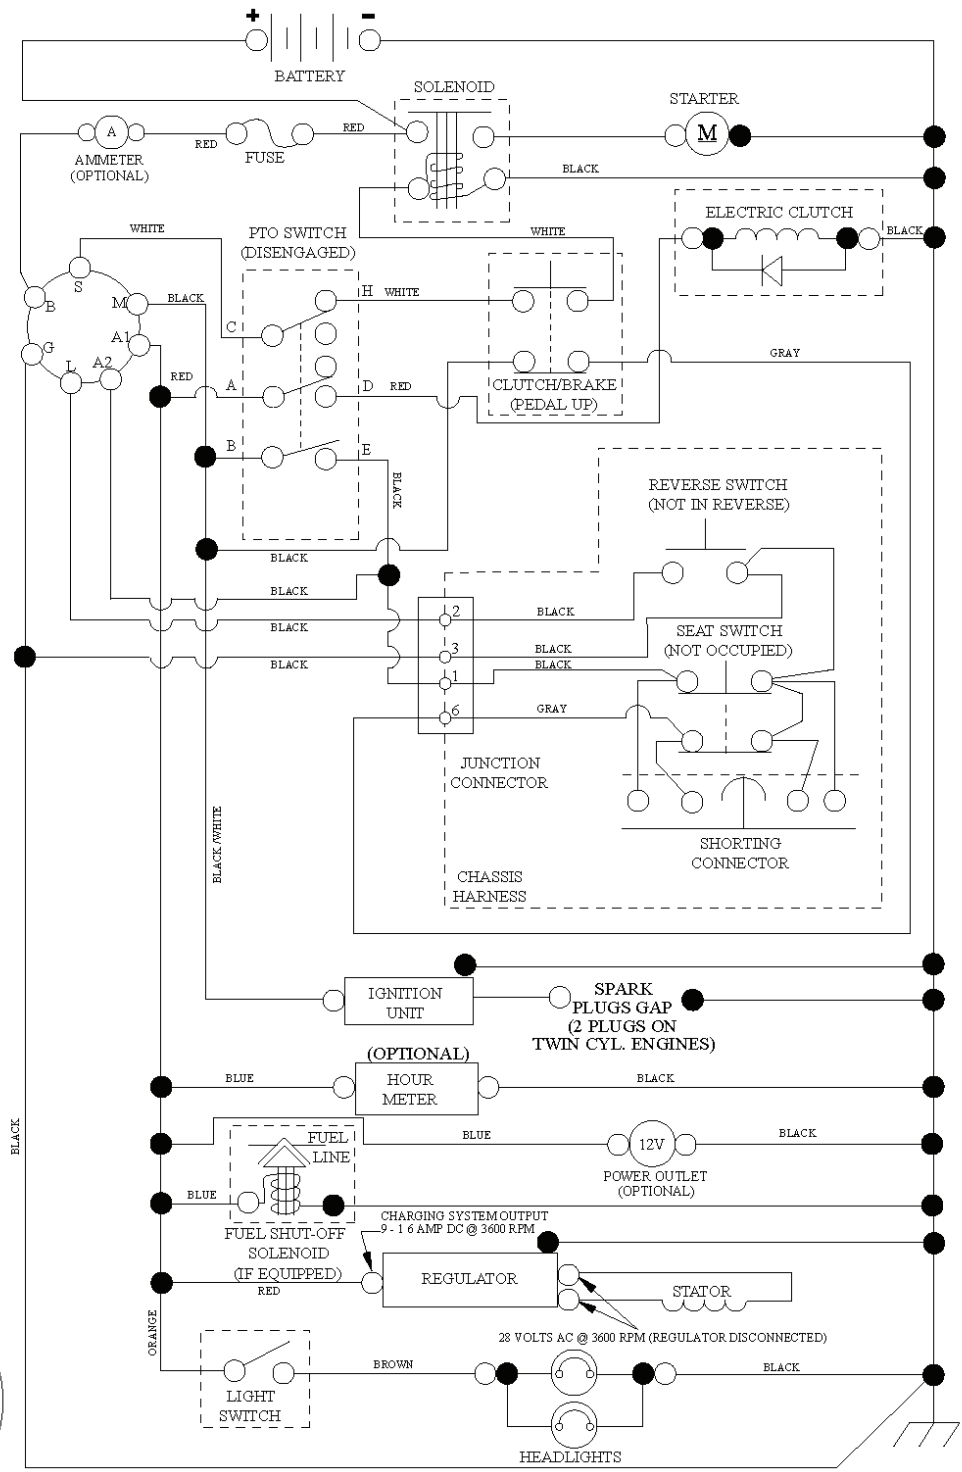 + -
BATTERY
SOLENOID
STARTER
A
RED
FUSE
RED
M
AMMETER
(OPTIONAL)
BLACK
ELECTRIC CLUTCH
BLACK
WHITE
PTO SWITCH
(DISENGAGED)
WHITE
S
B
M
BLACK
H
WHITE
C
G
A1
L
A2
RED
A
D
RED
GRAY
CLUTCH/BRAKE
(PEDAL UP)
B
E
BLACK
REVERSE SWITCH
(NOT IN REVERSE)
BLACK
BLACK
BLACK
2
BLACK
SEAT SWITCH
(NOT OCCUPIED)
BLACK
3
BLACK
1
BLACK
6
GRAY
JUNCTION
CONNECTOR
BLACK/WHITE
SHORTING
CONNECTOR
CHASSIS
HARNESS
IGNITION
UNIT
SPARK
PLUGS GAP
(2 PLUGS ON
TWIN CYL. ENGINES)
(OPTIONAL)
BLUE
HOUR
METER
BLACK
BLACK
BLUE
12V
BLACK
FUEL
LINE
POWER OUTLET
(OPTIONAL)
BLUE
FUEL SHUT-OFF
SOLENOID
(IF EQUIPPED)
CHARGING SYSTEM OUTPUT
9 - 1 6 AMP DC @ 3600 RPM
RED
REGULATOR
STATOR
28 VOLTS AC @ 3600 RPM (REGULATOR DISCONNECTED)
ORANGE
LIGHT
SWITCH
BROWN
BLACK
HEADLIGHTS